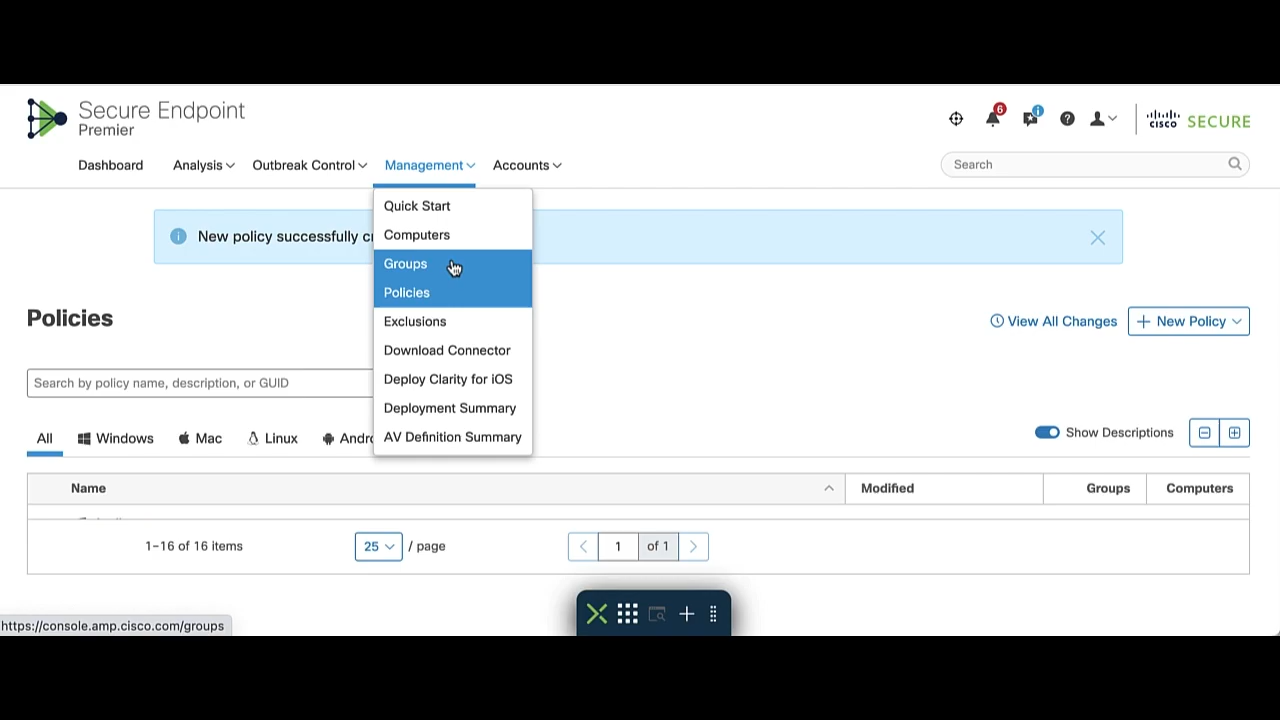 Secure Endpoint
Premier
6
CISCO SECURE
Dashboard Analysis Outbreak Control Management Accounts
Search
Quick Start
Computers
Groups
Policies
Exclusions
Download Connector
Deploy Clarity for iOS
Deployment Summary
AV Definition Summary
New policy successfully
Policies
View All Changes
New Policy
Search by policy name, description, or GUID
All Windows Mac Linux
Show Descriptions
Name Modified Groups Computers
1-16 of 16 items
25 / page
1 of 1
https://console.amp.cisco.com/groups